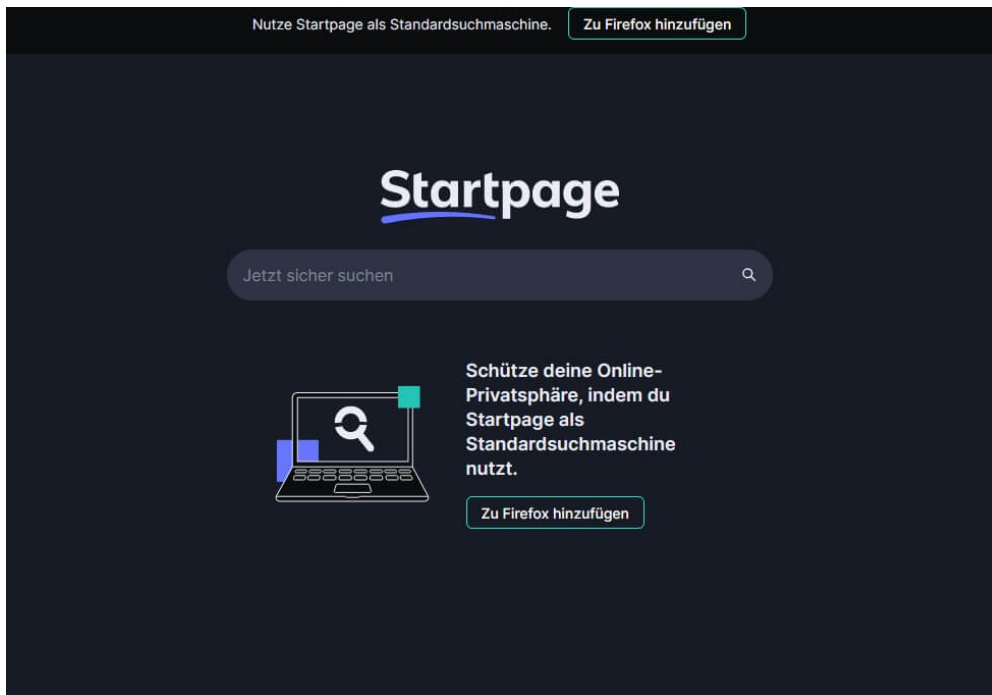 Nutze Startpage als Standardsuchmaschine. Zu Firefox hinzufügen
Startpage
Jetzt sicher suchen
Schütze deine Online-
Privatsphäre, indem du
Startpage als
Standardsuchmaschine
nutzt.
Zu Firefox hinzufügen